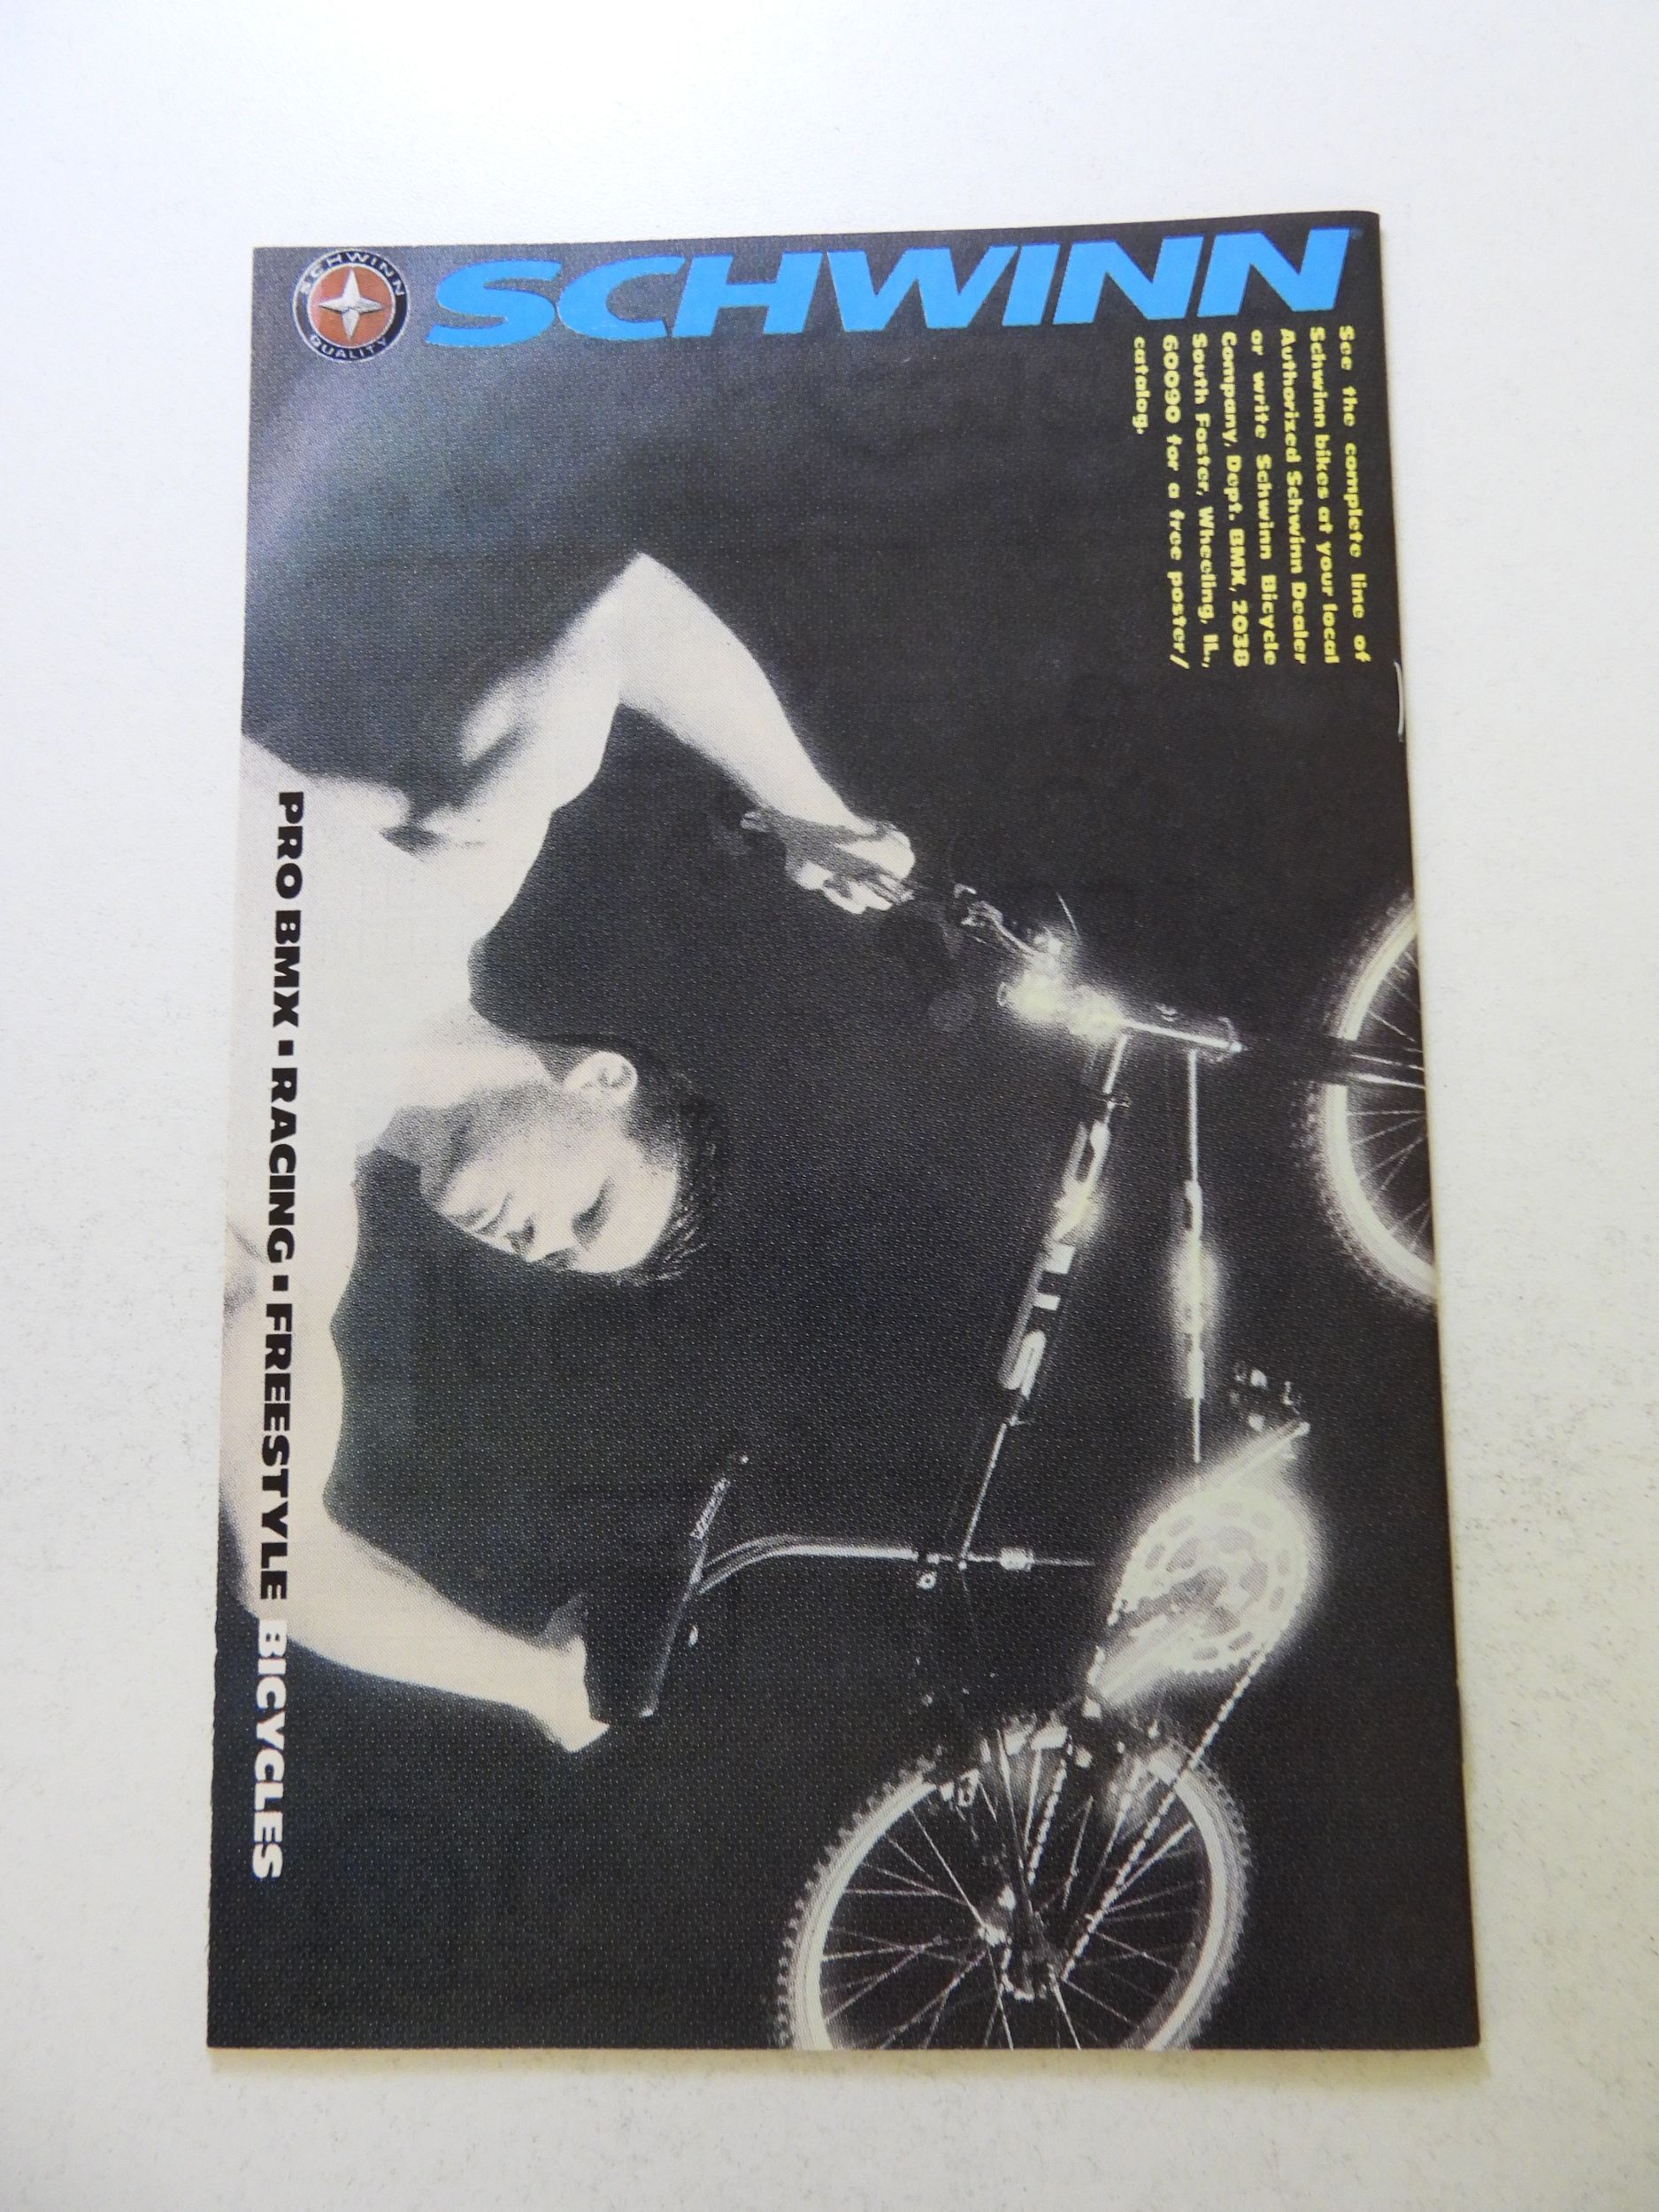 SCHWINN
QUALITY
SCHWINN
See the complete line of
Schwinn bikes at your local
Authorized Schwinn Dealer
or write Schwinn Bicycle
Company, Dept. BMX, 2038
South Foster, Wheeling, IL,
60090 for a free poster/
catalog.
STING
PRO BMX ▪ RACING ▪ FREESTYLE BICYCLES